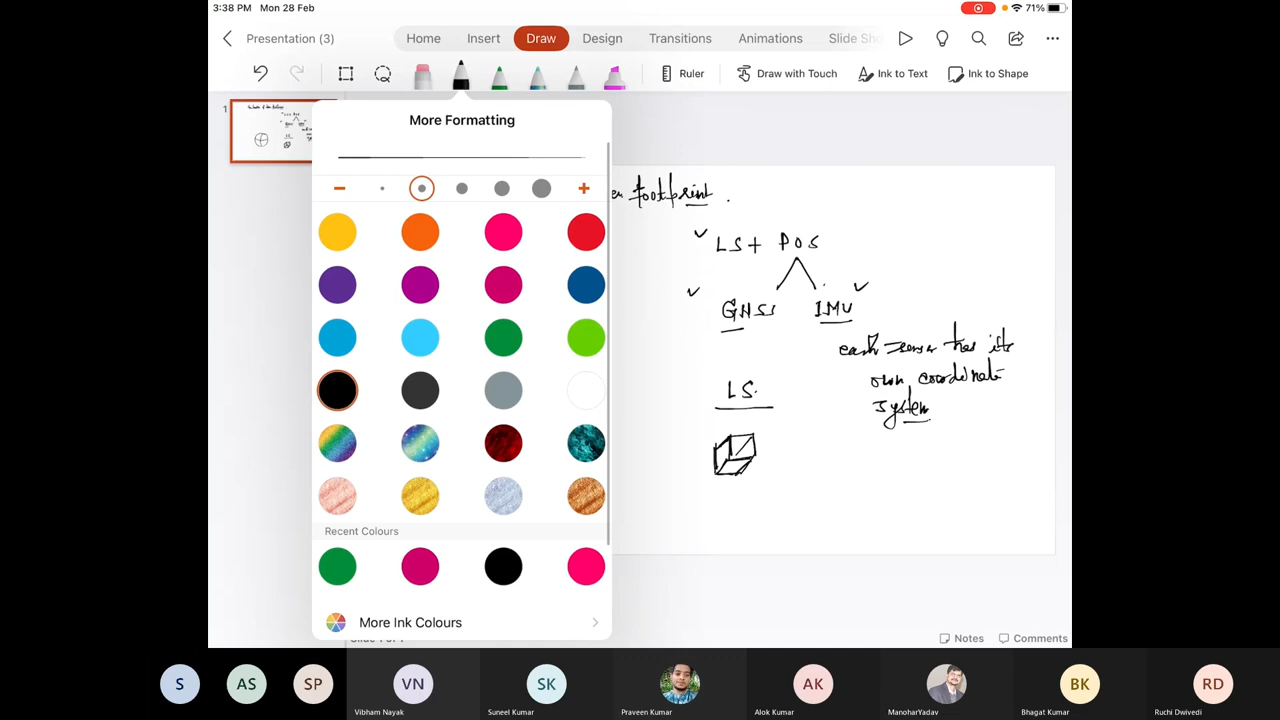 3:38 PM Mon 28 Feb
71%
Presentation (3)
Home Insert Draw Design Transitions Animations Slide Sho
Ruler Draw with Touch Ink to Text Ink to Shape
1
More Formatting
Recent Colours
More Ink Colours
footprint .
LS + POS
GNSS IMU
each sensor has its
own coordinate
system
LS.
Notes Comments
S AS SP VN SK AK BK RD
Vibham Nayak Suneel Kumar Praveen Kumar Alok Kumar ManoharYadav Bhagat Kumar Ruchi Dwivedi